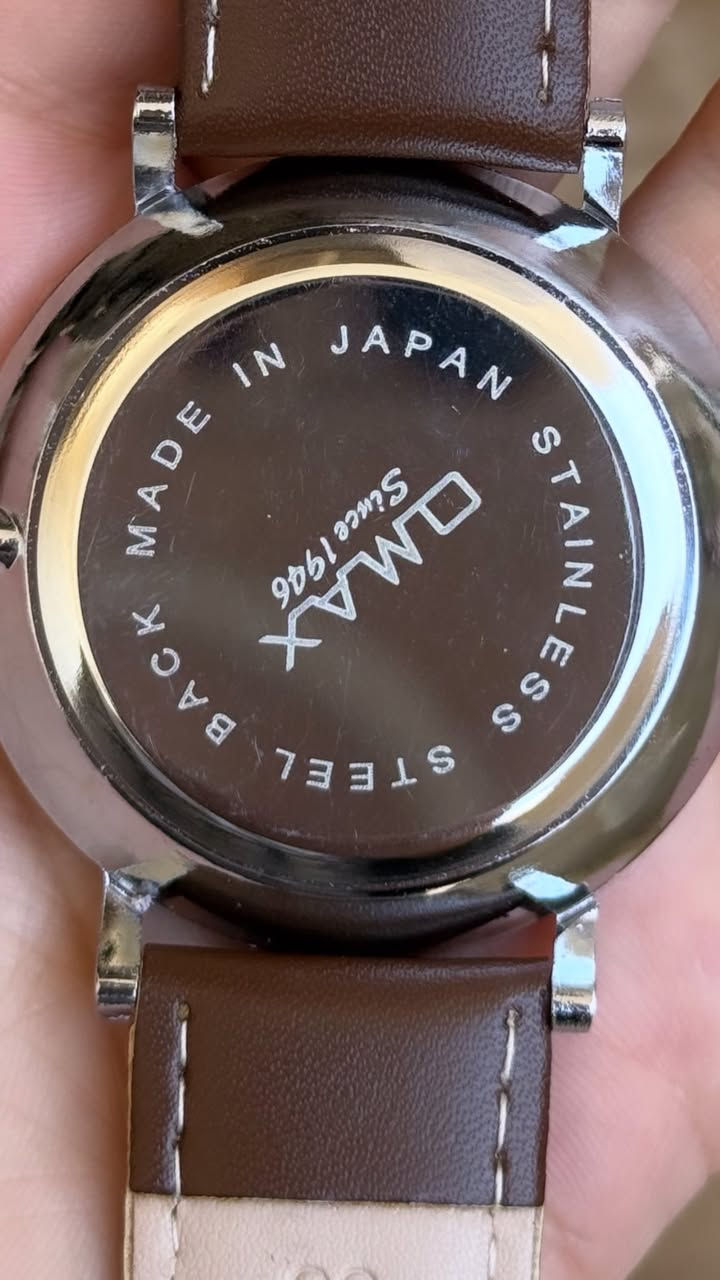 MADE IN JAPAN STAINLESS STEEL BACK
OMAX
Since 1946